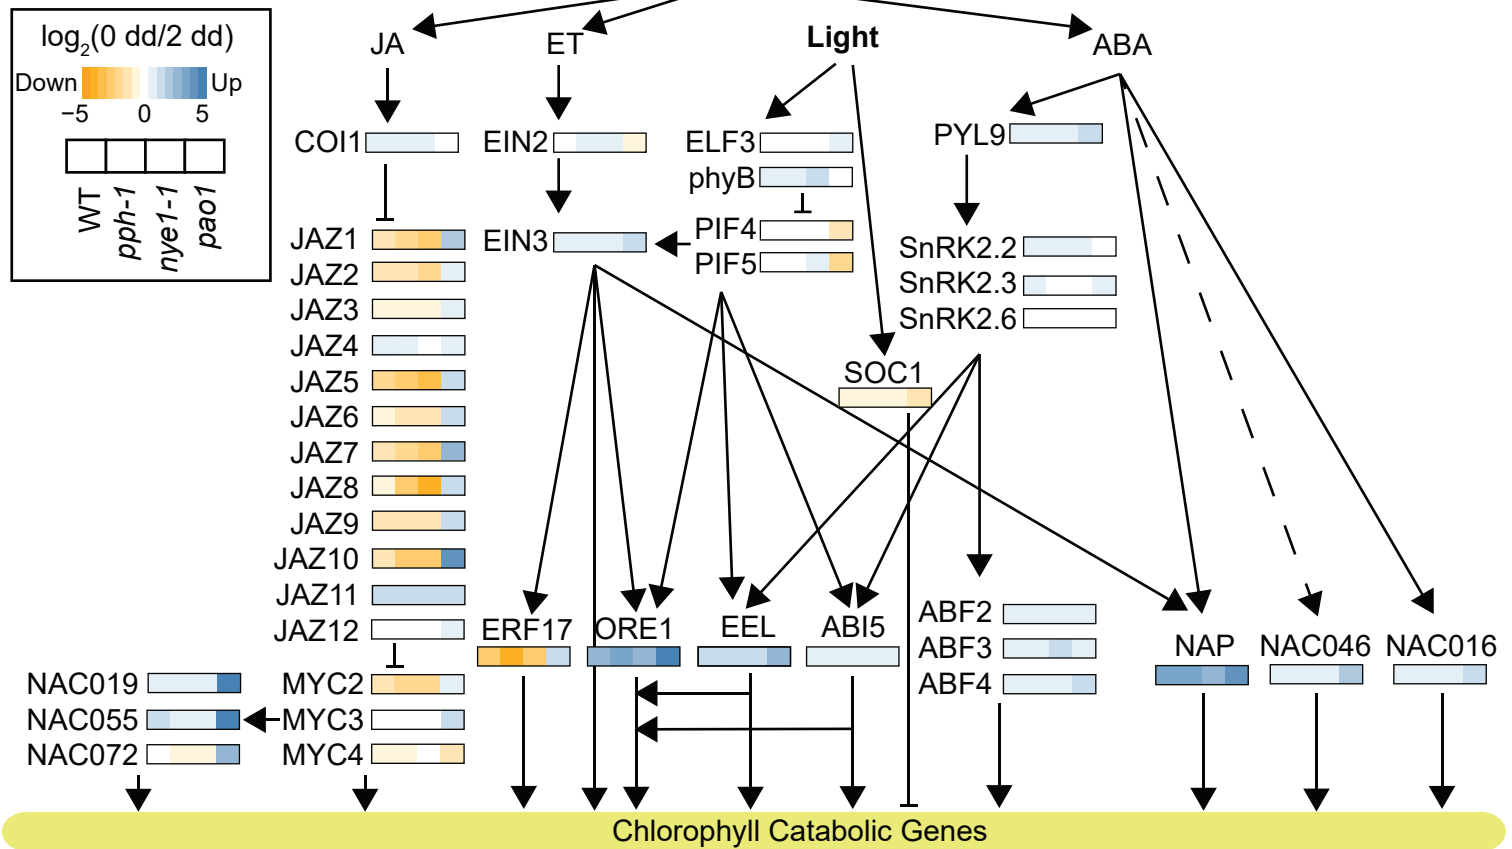 log2(0 dd/2 dd)
Down Up
−5 0 5
WT
pph-1
nye1-1
pao1
JA
ET
Light
ABA
COI1
EIN2
ELF3
phyB
PYL9
JAZ1
JAZ2
JAZ3
JAZ4
JAZ5
JAZ6
JAZ7
JAZ8
JAZ9
JAZ10
JAZ11
JAZ12
EIN3
PIF4
PIF5
SnRK2.2
SnRK2.3
SnRK2.6
SOC1
ERF17
ORE1
EEL
ABI5
ABF2
ABF3
ABF4
NAP
NAC046
NAC016
NAC019
NAC055
NAC072
MYC2
MYC3
MYC4
Chlorophyll Catabolic Genes